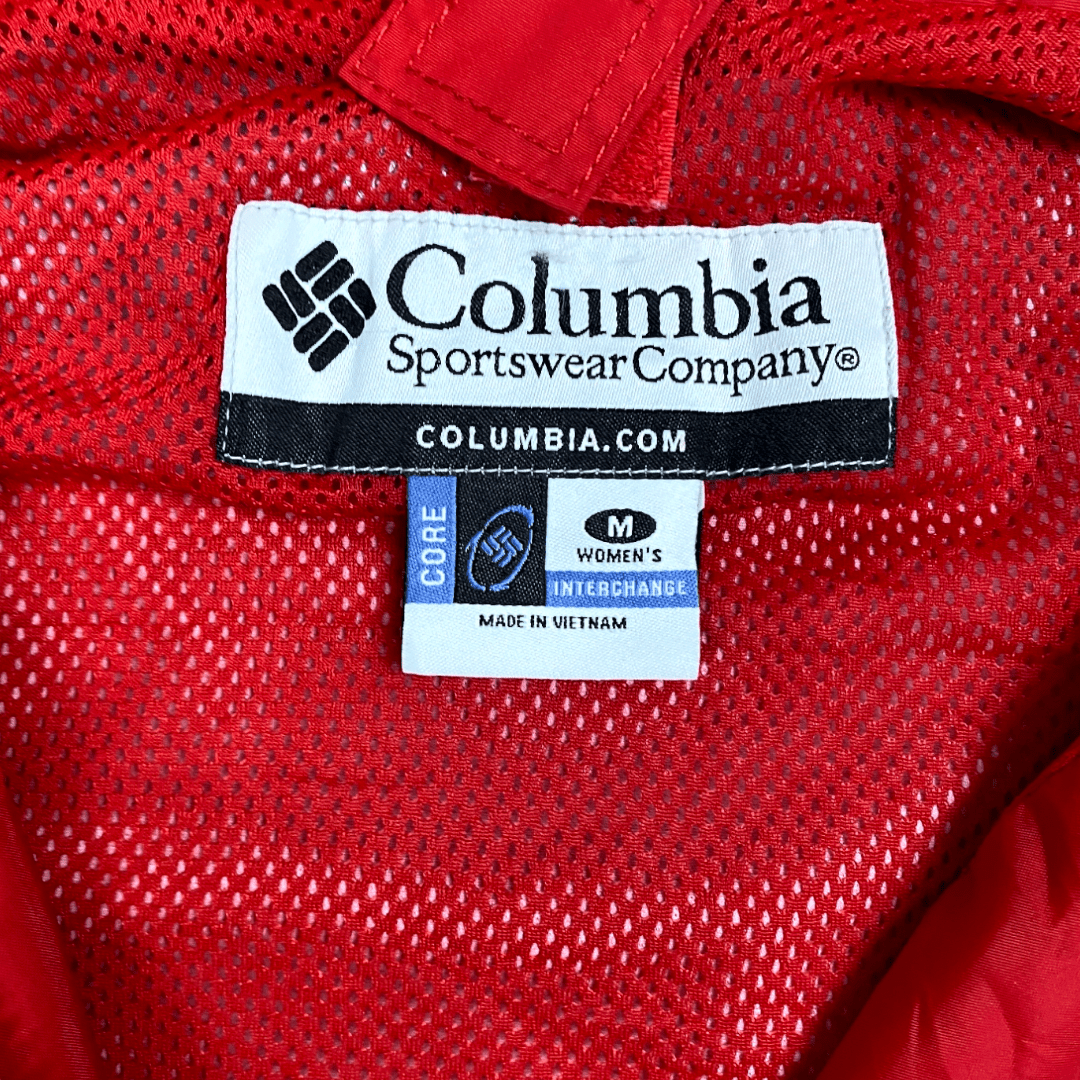 Columbia
Sportswear Company®
COLUMBIA.COM
CORE
M
WOMEN'S
INTERCHANGE
MADE IN VIETNAM